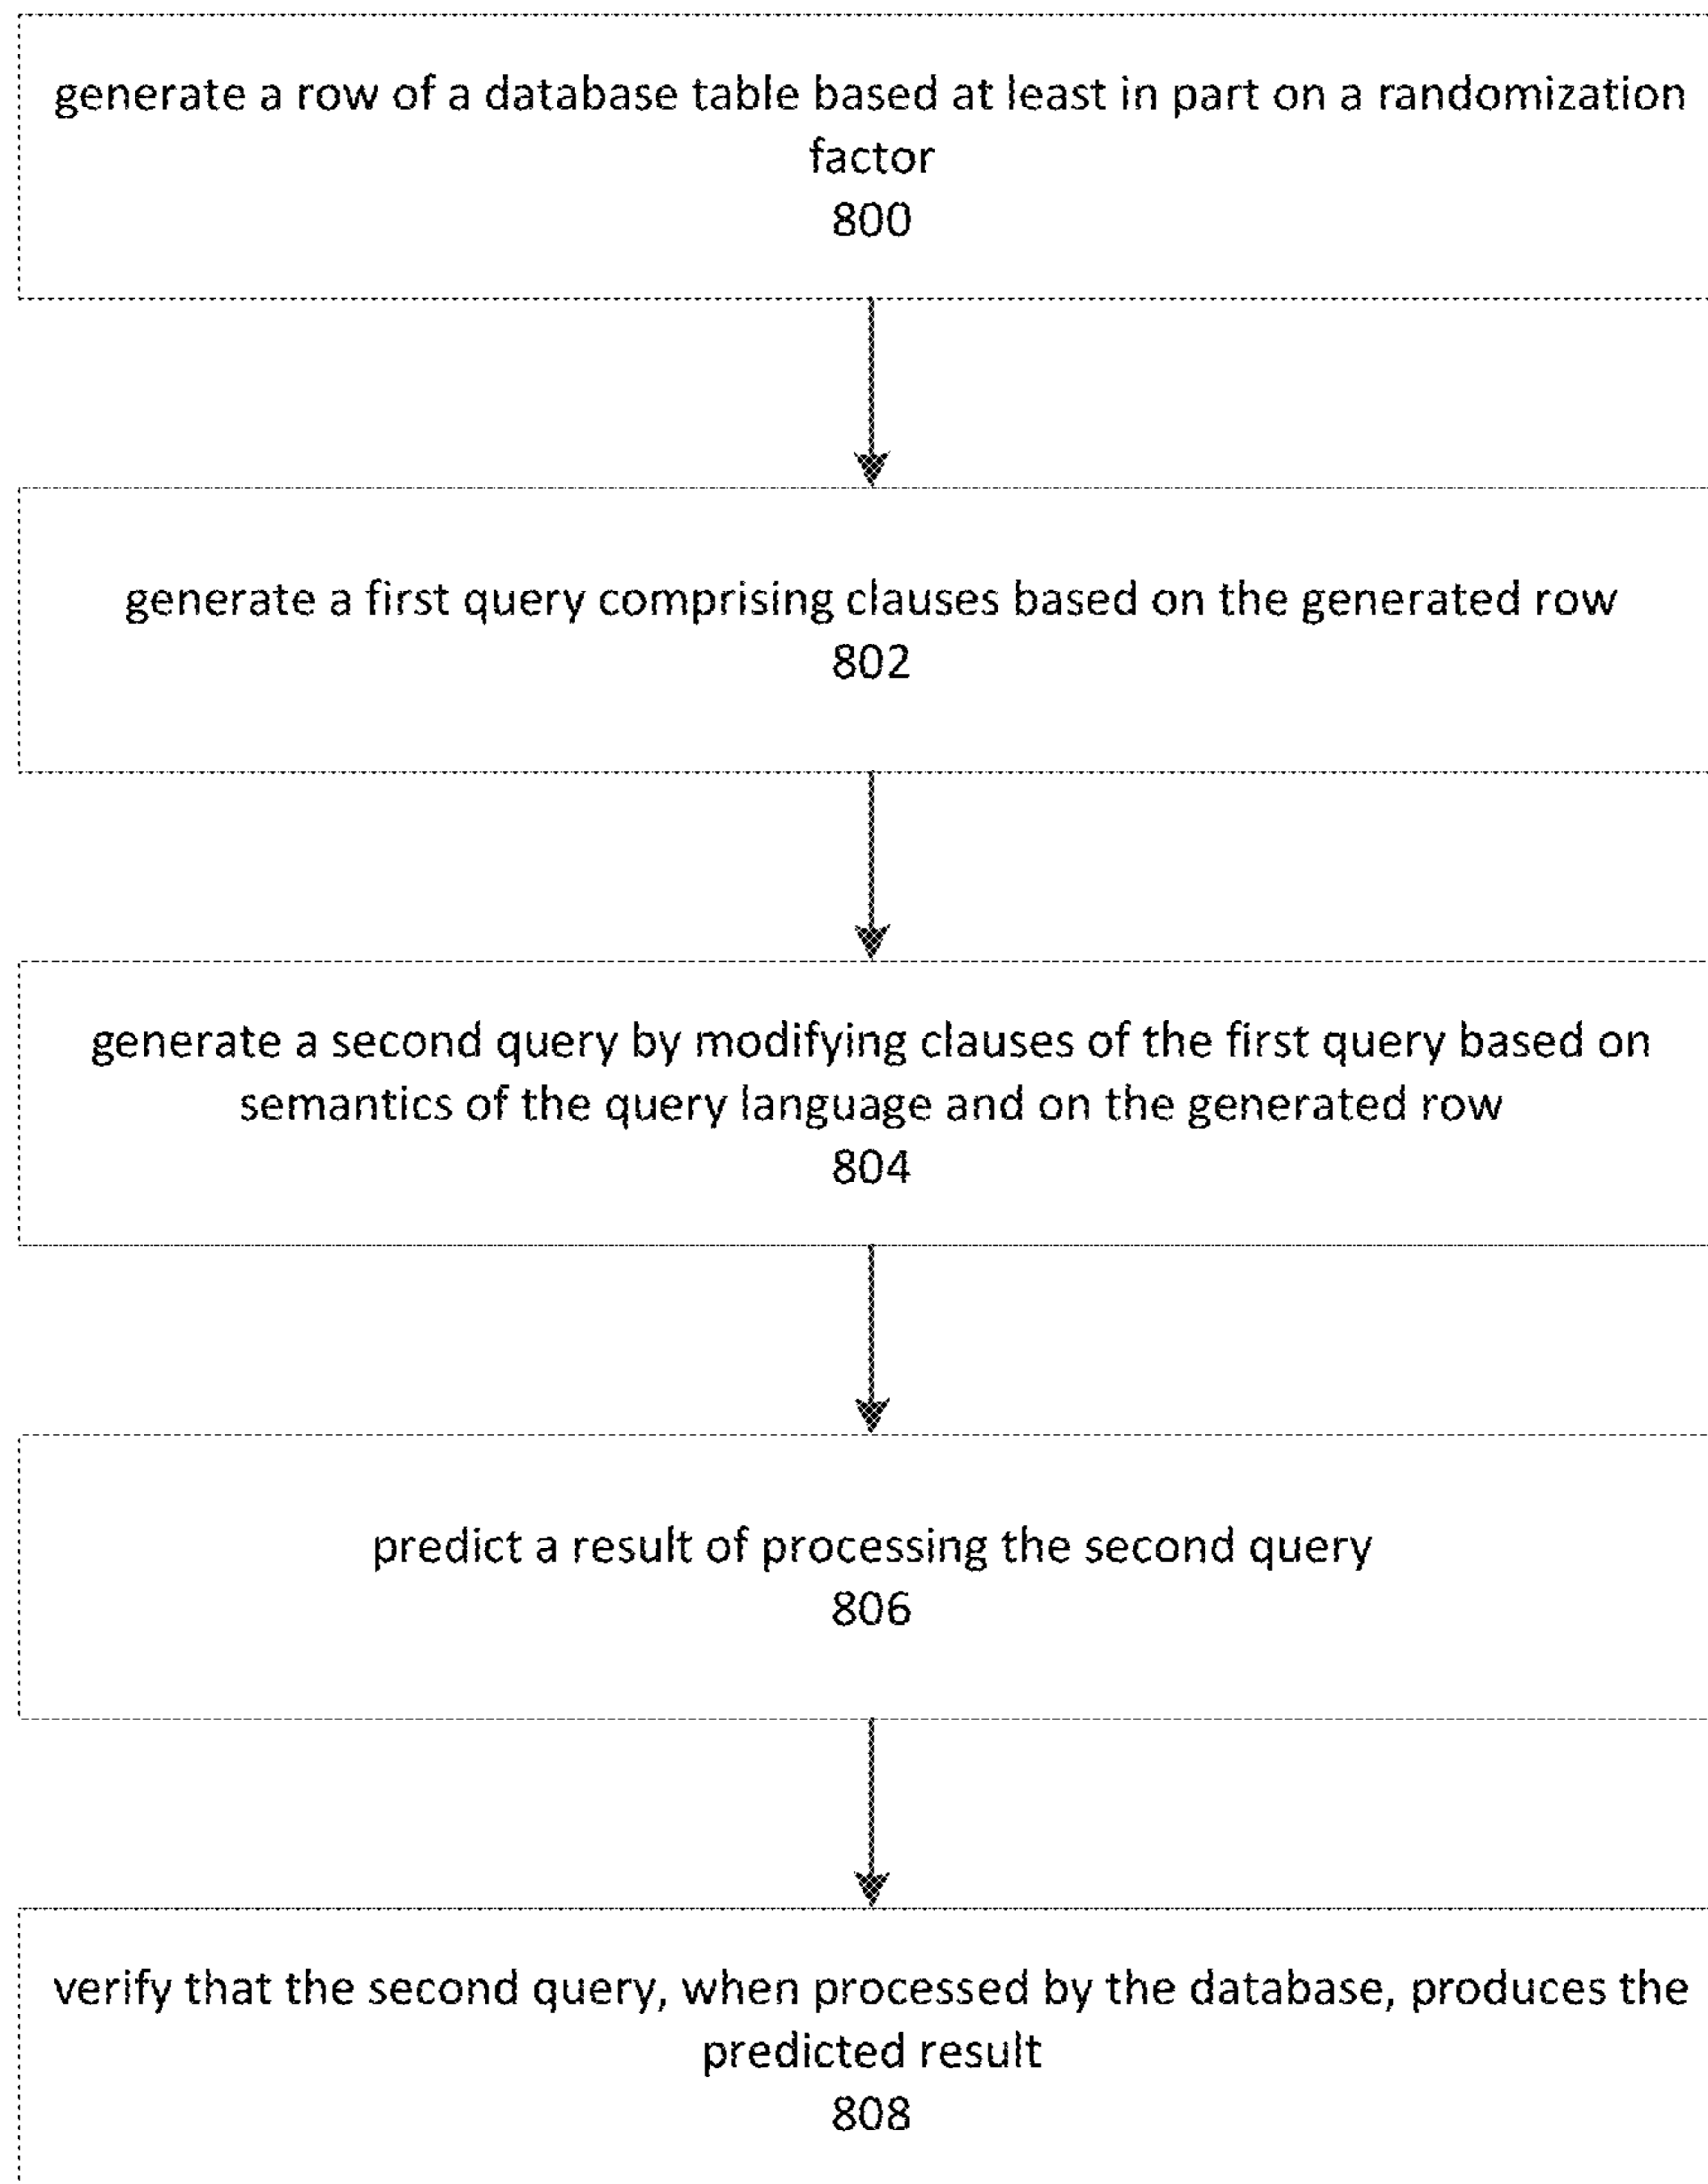 generate a row of a database table based at least in part on a randomization
factor
800
generate a first query comprising clauses based on the generated row
802
generate a second query by modifying clauses of the first query based on
semantics of the query language and on the generated row
804
predict a result of processing the second query
806
verify that the second query, when processed by the database, produces the
predicted result
808